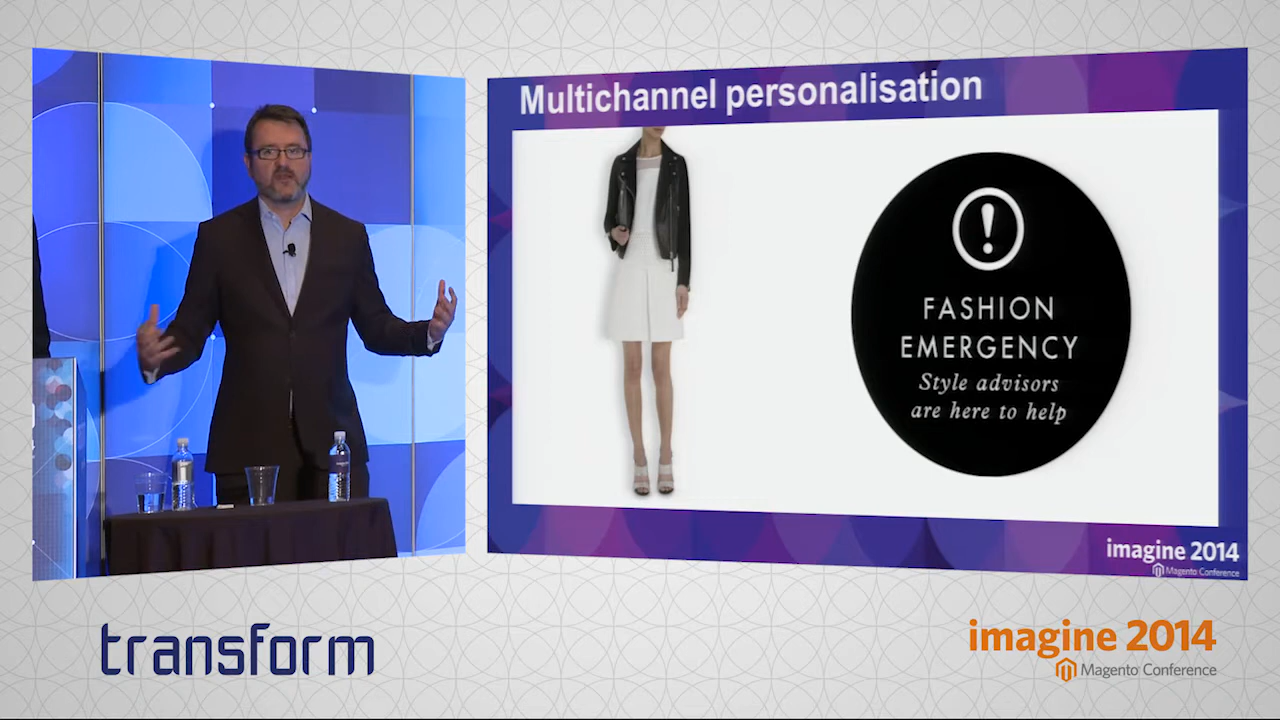 Multichannel personalisation
!
FASHION
EMERGENCY
Style advisors
are here to help
imagine 2014
Magento Conference
transform
imagine 2014
Magento Conference